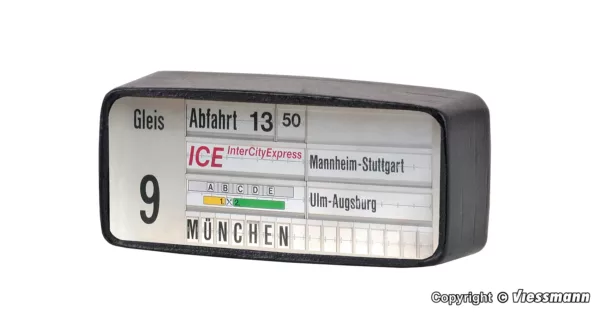 Gleis
9
Abfahrt 13 50
ICE InterCityExpress
Mannheim-Stuttgart
A B C D E
1. X 2.
Ulm-Augsburg
MÜNCHEN
Copyright © Viessmann